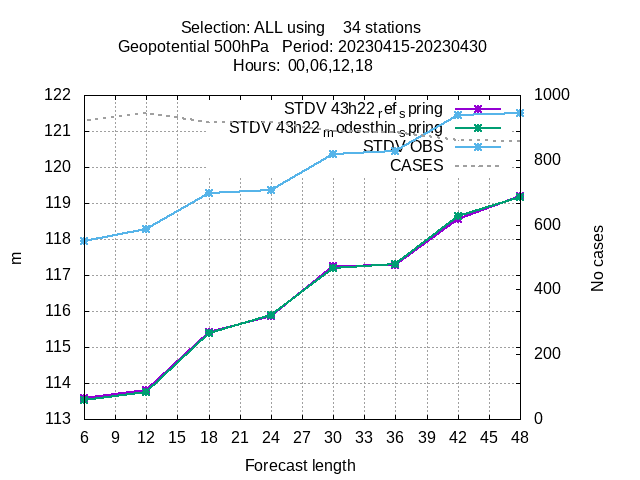 Selection: ALL using    34 stations
Geopotential 500hPa   Period: 20230415-20230430
Hours:  00,06,12,18
STDV 43h22refspring
STDV 43h22modesthinspring
STDV OBS
CASES
122
121
120
119
118
117
116
115
114
113
m
1000
800
600
400
200
0
No cases
6 9 12 15 18 21 24 27 30 33 36 39 42 45 48
Forecast length